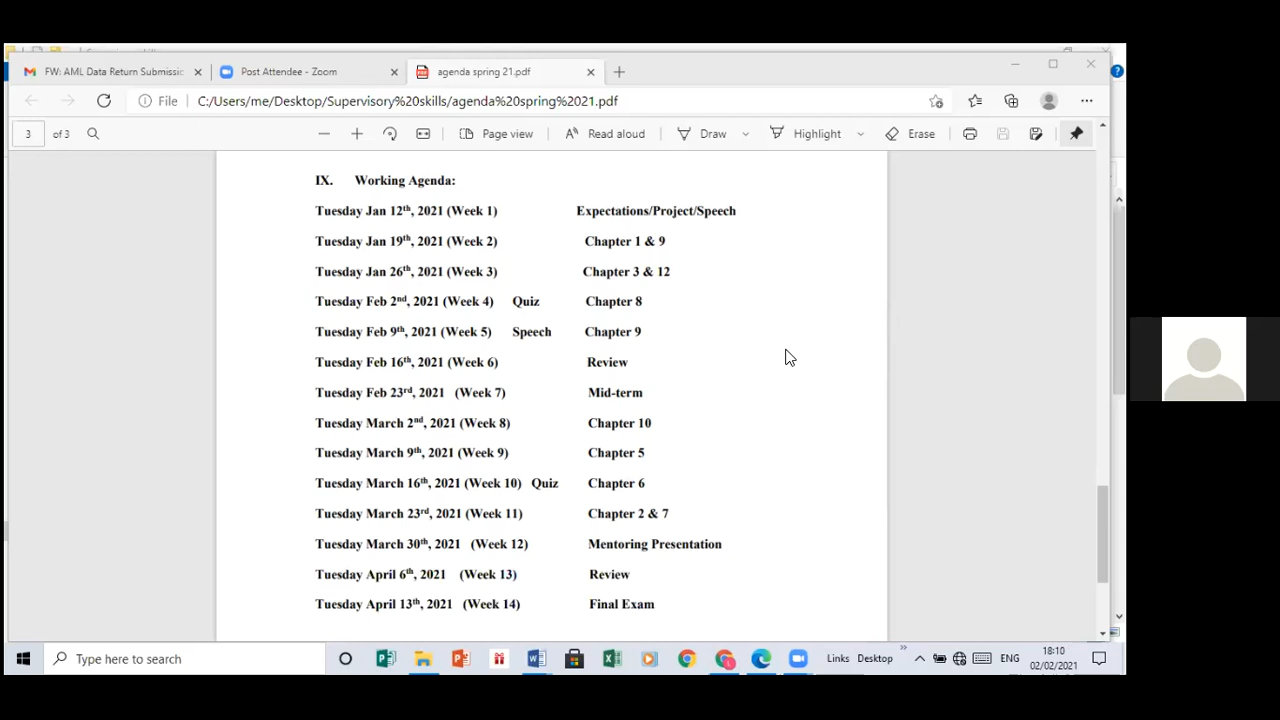 FW: AML Data Return Submissic
Post Attendee - Zoom
agenda spring 21.pdf
File C:/Users/me/Desktop/Supervisory%20skills/agenda%20spring%2021.pdf
3 of 3 Page view Read aloud Draw Highlight Erase
IX. Working Agenda:
Tuesday Jan 12th, 2021 (Week 1) Expectations/Project/Speech
Tuesday Jan 19th, 2021 (Week 2) Chapter 1 & 9
Tuesday Jan 26th, 2021 (Week 3) Chapter 3 & 12
Tuesday Feb 2nd, 2021 (Week 4) Quiz Chapter 8
Tuesday Feb 9th, 2021 (Week 5) Speech Chapter 9
Tuesday Feb 16th, 2021 (Week 6) Review
Tuesday Feb 23rd, 2021 (Week 7) Mid-term
Tuesday March 2nd, 2021 (Week 8) Chapter 10
Tuesday March 9th, 2021 (Week 9) Chapter 5
Tuesday March 16th, 2021 (Week 10) Quiz Chapter 6
Tuesday March 23rd, 2021 (Week 11) Chapter 2 & 7
Tuesday March 30th, 2021 (Week 12) Mentoring Presentation
Tuesday April 6th, 2021 (Week 13) Review
Tuesday April 13th, 2021 (Week 14) Final Exam
Type here to search Links Desktop ENG 18:10
02/02/2021